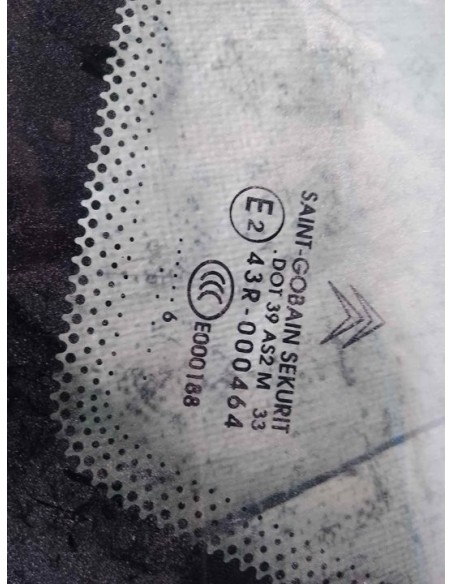 SAINT-GOBAIN SEKURIT
DOT 39 AS2 M 33
E2 43R-000464
CCC E000188
. . . . . . 6